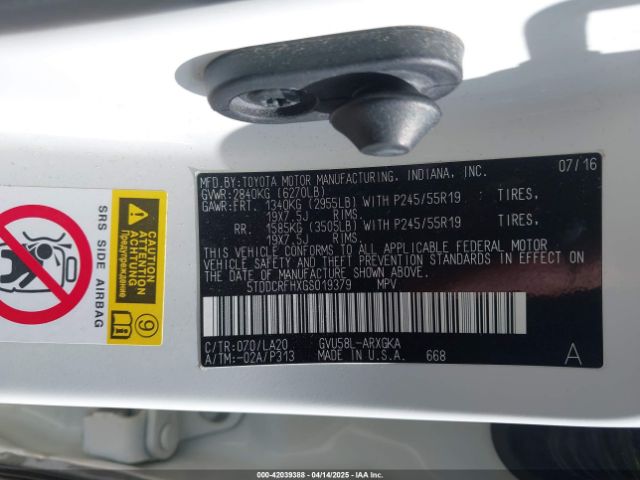 MFD.BY:TOYOTA MOTOR MANUFACTURING, INDIANA, INC. 07/16
GVWR:2840KG (6270LB)
GAWR:FRT. 1340KG (2955LB) WITH P245/55R19 TIRES,
19X7.5J RIMS.
RR: 1585KG (3505LB) WITH P245/55R19 TIRES,
19X7.5J RIMS.
THIS VEHICLE CONFORMS TO ALL APPLICABLE FEDERAL MOTOR
VEHICLE SAFETY AND THEFT PREVENTION STANDARDS IN EFFECT ON
THE DATE OF MANUFACTURE SHOWN ABOVE.
5TDDCRFHXGS019379 MPV
C/TR:070/LA20 GVU58L-ARXGKA
A/TM:-02A/P313 MADE IN U.S.A. 668 A
SRS SIDE AIRBAG
CAUTION
ATTENTION
ACHTUNG
Предупреждение
9
000-42039388 - 04/14/2025 - IAAI.CA